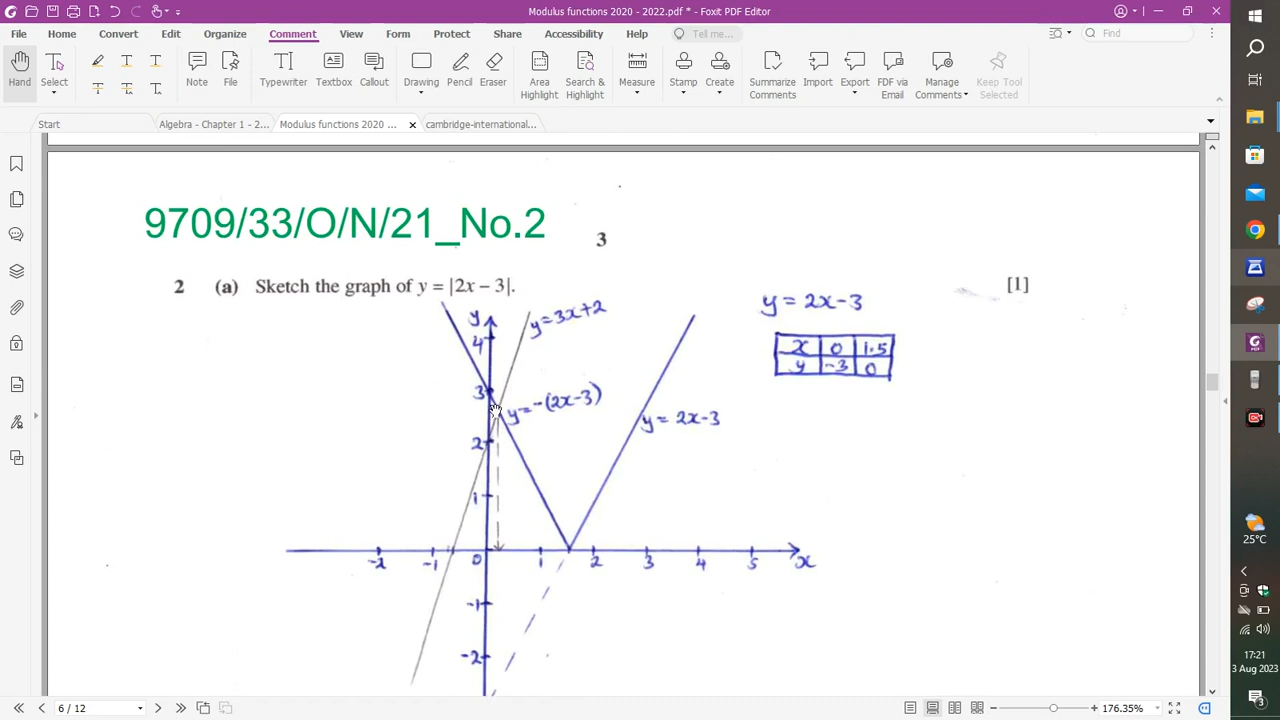 Modulus functions 2020 - 2022.pdf * - Foxit PDF Editor
File Home Convert Edit Organize Comment View Form Protect Share Accessibility Help Tell me... Find
Hand Select Note File Typewriter Textbox Callout Drawing Pencil Eraser Area Highlight Search & Highlight Measure Stamp Create Summarize Comments Import Export FDF via Email Manage Comments Keep Tool Selected
Start Algebra - Chapter 1 - 2... Modulus functions 2020 ... cambridge-international...
9709/33/O/N/21_No.2
3
2 (a) Sketch the graph of y = |2x − 3|. [1]
y = 2x-3
x 0 1.5
y -3 0
y
y=3x+2
4
3
y=-(2x-3)
y = 2x-3
2
1
-2 -1 0 1 2 3 4 5 x
-1
-2
6 / 12
176.35%
25°C
17:21
3 Aug 2023
3